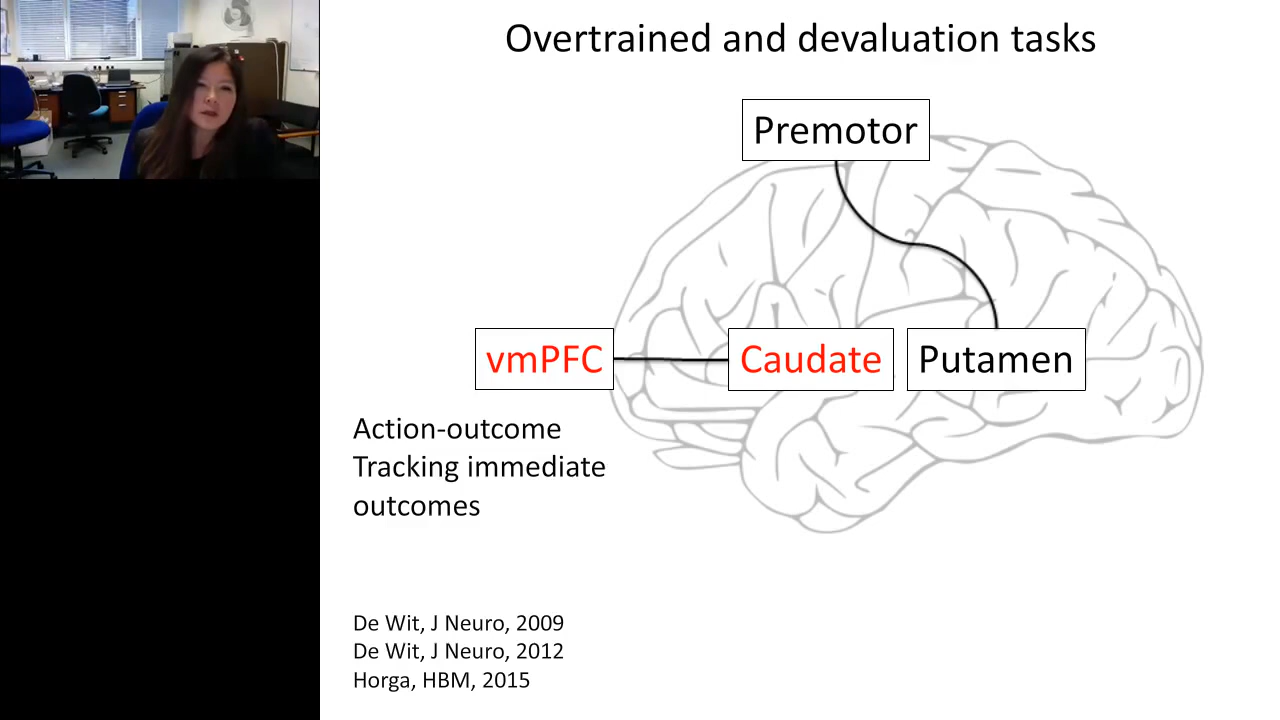 Overtrained and devaluation tasks
Premotor
vmPFC
Caudate
Putamen
Action-outcome
Tracking immediate
outcomes
De Wit, J Neuro, 2009
De Wit, J Neuro, 2012
Horga, HBM, 2015